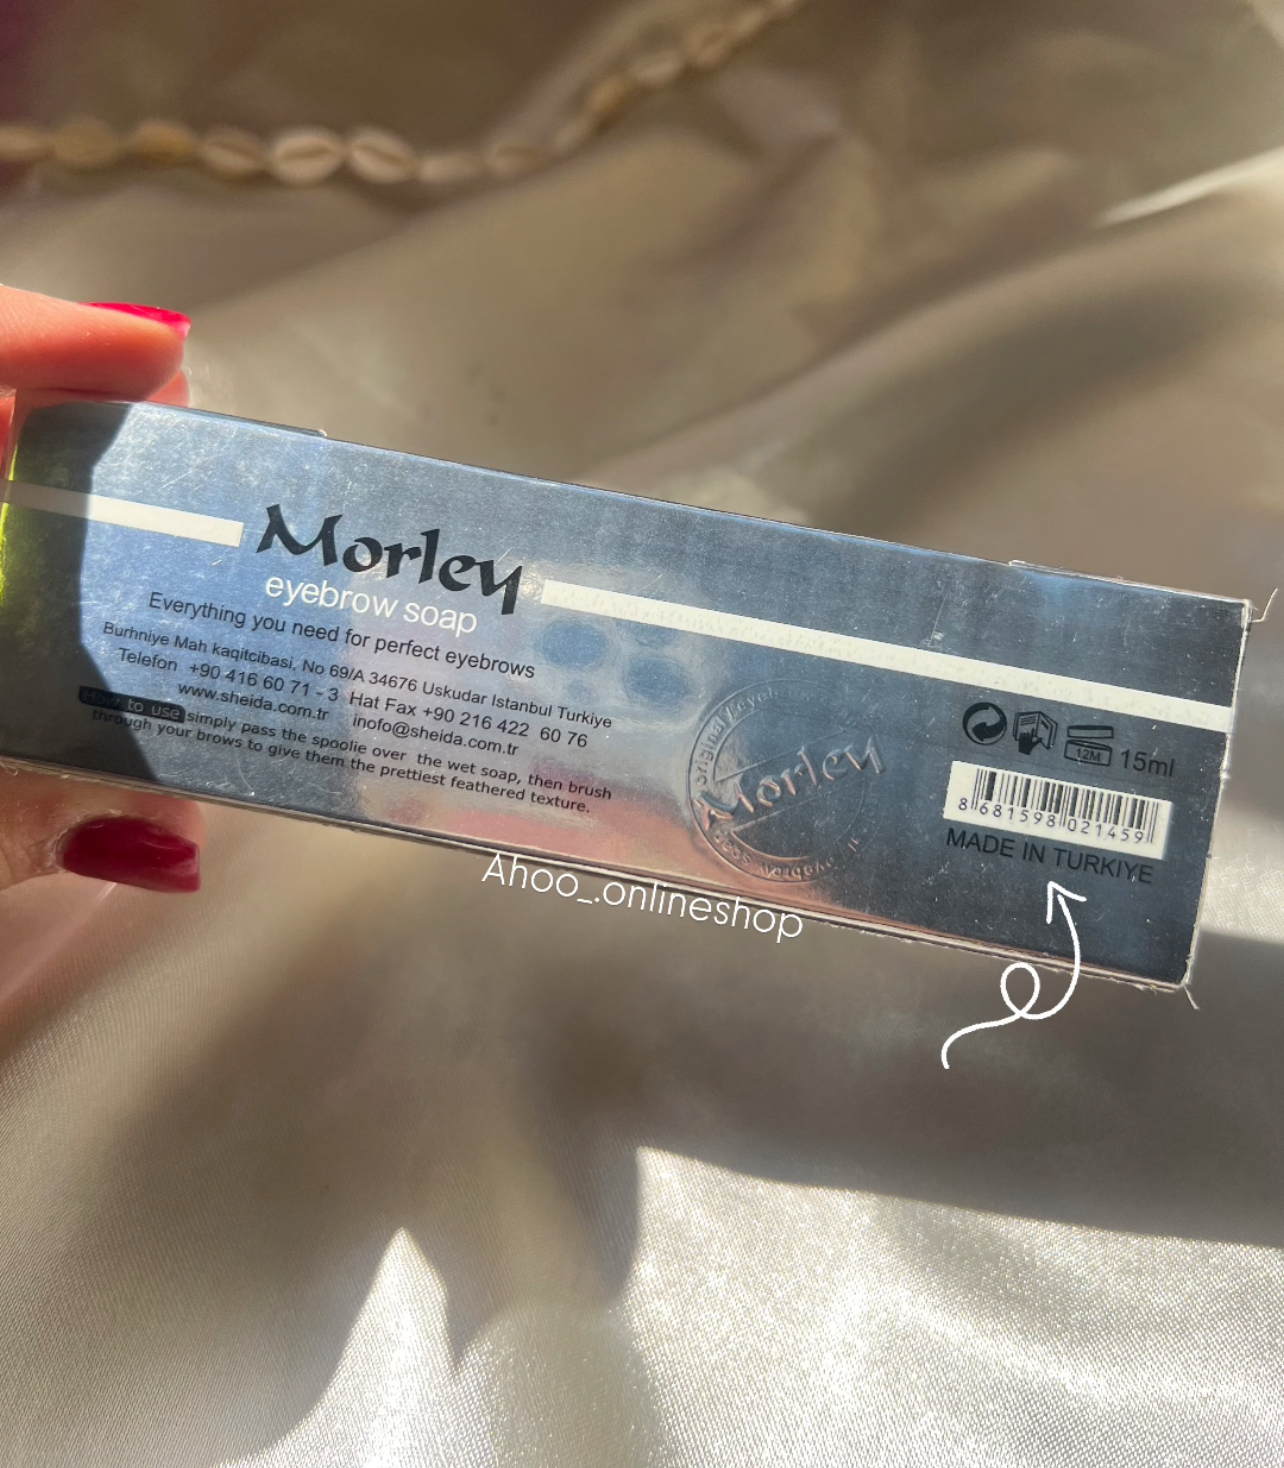 Morley
eyebrow soap
Everything you need for perfect eyebrows
Burhniye Mah kaqitcibasi, No 69/A 34676 Uskudar Istanbul Turkiye
Telefon +90 416 60 71 - 3 Hat Fax +90 216 422 60 76
www.sheida.com.tr inofo@sheida.com.tr
How to use simply pass the spoolie over the wet soap, then brush
through your brows to give them the prettiest feathered texture.
Morley
eyebrow soap
12M
15ml
8 681598 021459
MADE IN TURKIYE
Ahoo_.onlineshop